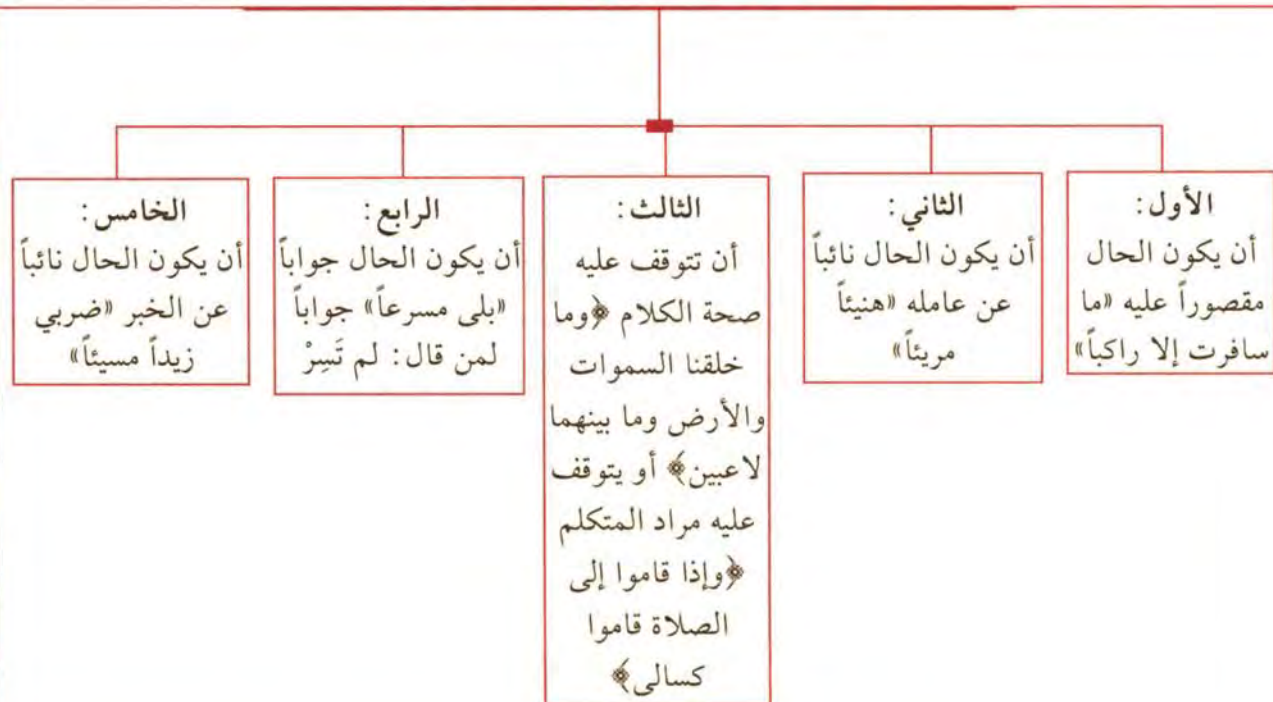 الأول:
أن يكون الحال
مقصوراً عليه «ما
سافرت إلا راكباً»
الثاني:
أن يكون الحال نائباً
عن عامله «هنيئاً
مريئاً»
الثالث:
أن تتوقف عليه
صحة الكلام ﴿وما
خلقنا السموات
والأرض وما بينهما
لاعبين﴾ أو يتوقف
عليه مراد المتكلم
﴿وإذا قاموا إلى
الصلاة قاموا
كسالى﴾
الرابع:
أن يكون الحال جواباً
«بلى مسرعاً» جواباً
لمن قال: لم تَسِرْ
الخامس:
أن يكون الحال نائباً
عن الخبر «ضربي
زيداً مسيئاً»